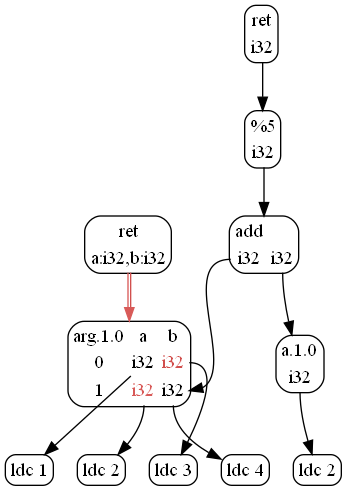 ret
i32
%5
i32
ret
a:i32,b:i32
add
i32 i32
arg.1.0 a b
0 i32 i32
1 i32 i32
a.1.0
i32
ldc 1
ldc 2
ldc 3
ldc 4
ldc 2